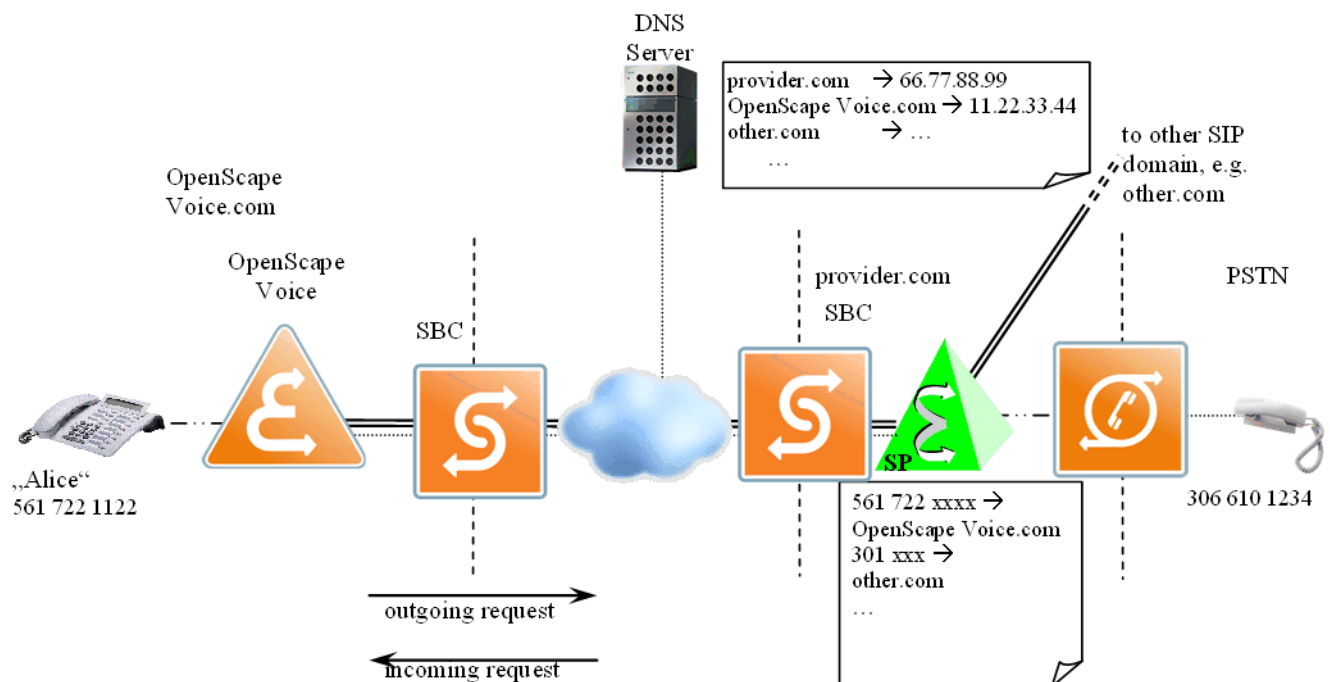 DNS
Server
provider.com → 66.77.88.99
OpenScape Voice.com → 11.22.33.44
other.com → …
…
to other SIP
domain, e.g.
other.com
OpenScape
Voice.com
OpenScape
Voice
SBC
provider.com
SBC
PSTN
SP
„Alice“
561 722 1122
306 610 1234
561 722 xxxx →
OpenScape Voice.com
301 xxx →
other.com
…
outgoing request
incoming request